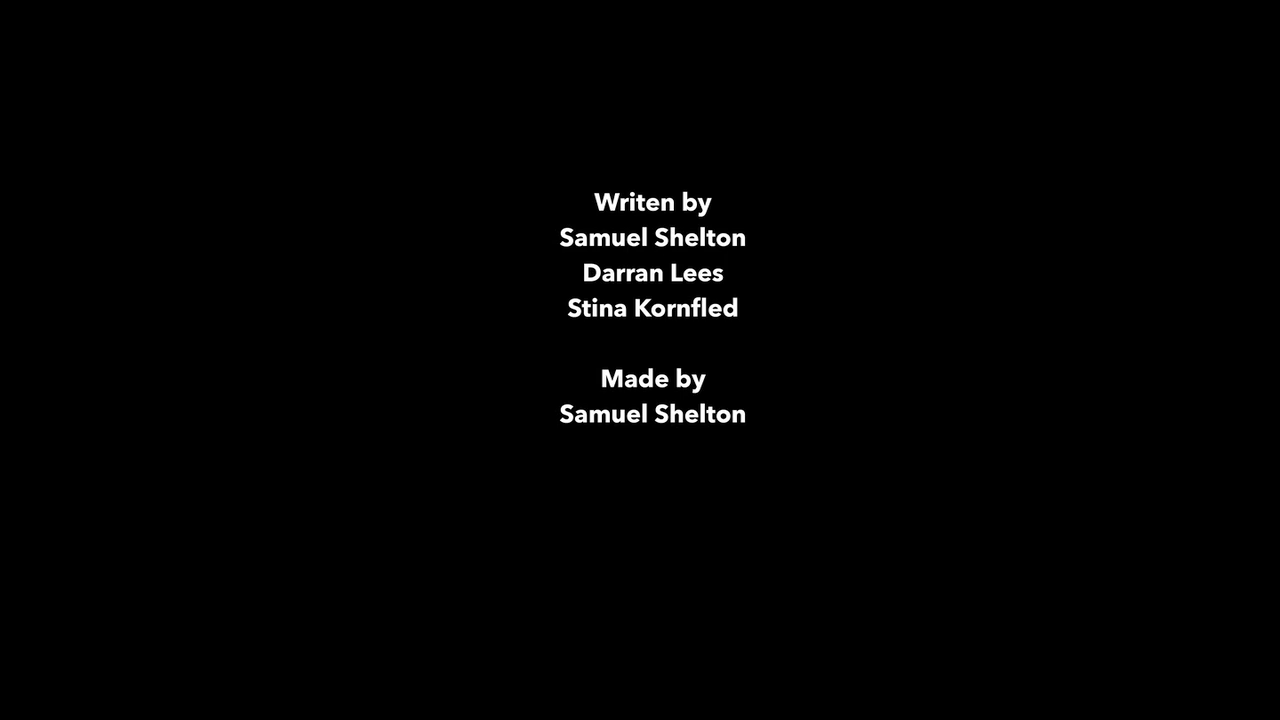 Writen by
Samuel Shelton
Darran Lees
Stina Kornfled
Made by
Samuel Shelton